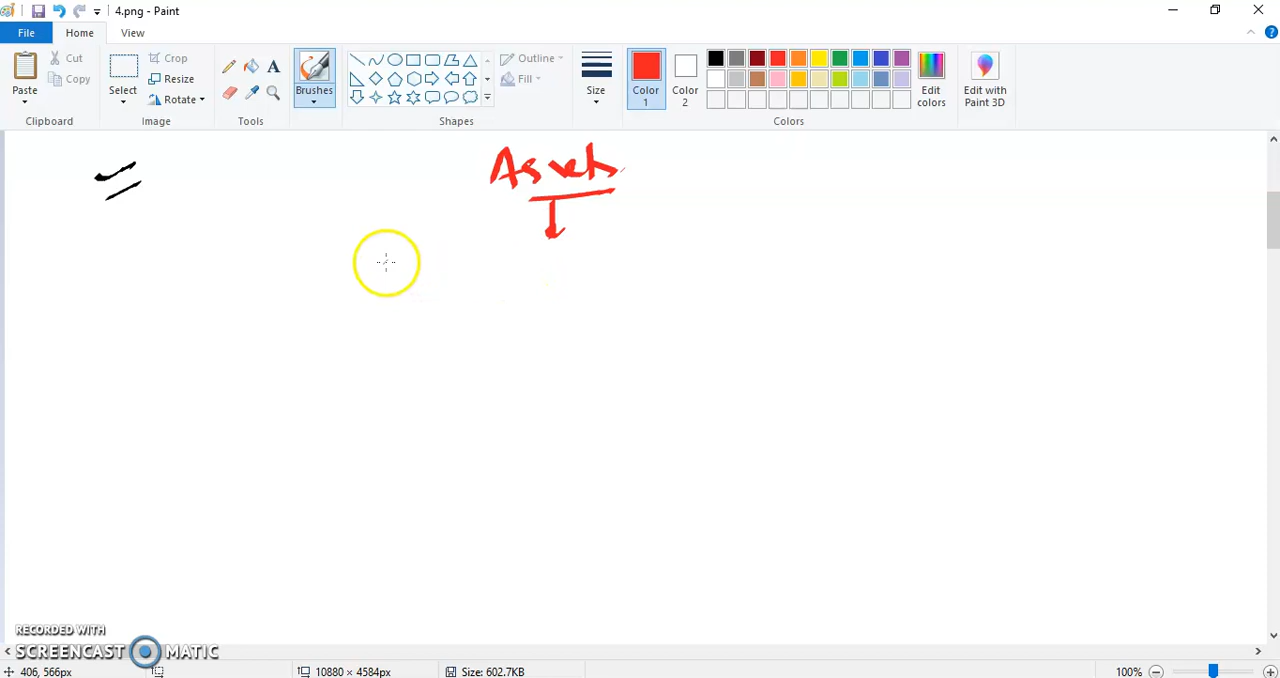 4.png - Paint
File Home View
Paste Cut Copy Clipboard
Select Crop Resize Rotate Image
Tools
Brushes
Outline Fill Shapes
Size
Color 1 Color 2 Edit colors Edit with Paint 3D Colors
Assets
RECORDED WITH
SCREENCAST MATIC
406, 566px 10880 × 4584px Size: 602.7KB 100%